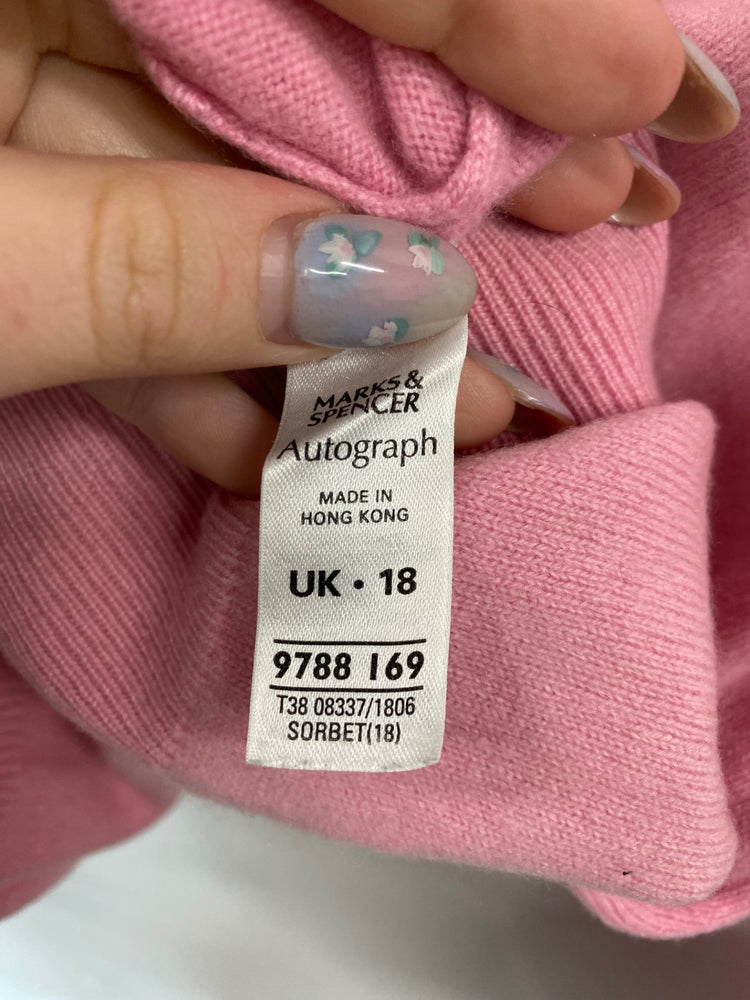 MARKS &
SPENCER
Autograph
MADE IN
HONG KONG
UK • 18
9788 169
T38 08337/1806
SORBET(18)